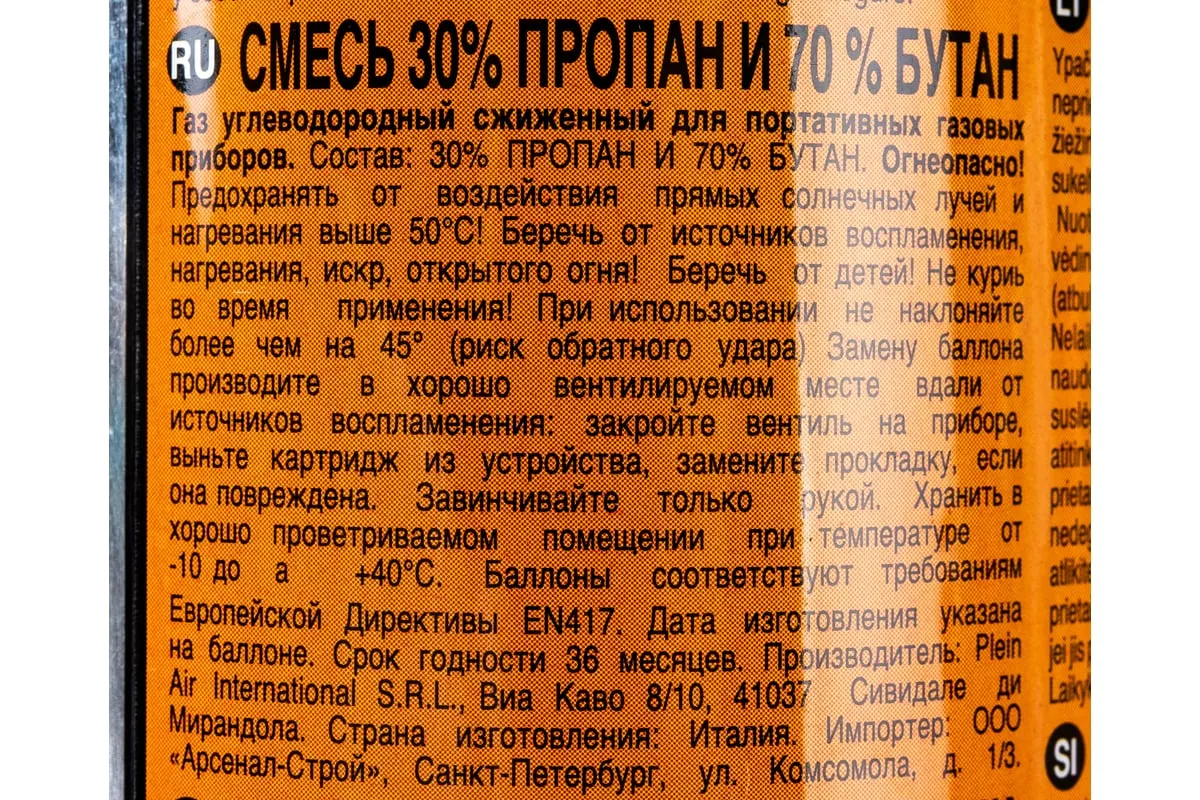 RU СМЕСЬ 30% ПРОПАН И 70 % БУТАН
Газ углеводородный сжиженный для портативных газовых
приборов. Состав: 30% ПРОПАН И 70% БУТАН. Огнеопасно!
Предохранять от воздействия прямых солнечных лучей и
нагревания выше 50°C! Беречь от источников воспламенения,
нагревания, искр, открытого огня! Беречь от детей! Не куриь
во время применения! При использовании не наклоняйте
более чем на 45° (риск обратного удара) Замену баллона
производите в хорошо вентилируемом месте вдали от
источников воспламенения: закройте вентиль на приборе,
выньте картридж из устройства, замените прокладку, если
она повреждена. Завинчивайте только рукой. Хранить в
хорошо проветриваемом помещении при температуре от
-10 до а +40°C. Баллоны соответствуют требованиям
Европейской Директивы EN417. Дата изготовления указана
на баллоне. Срок годности 36 месяцев. Производитель: Plein
Air International S.R.L., Виа Каво 8/10, 41037 Сивидале ди
Мирандола. Страна изготовления: Италия. Импортер: ООО
«Арсенал-Строй», Санкт-Петербург, ул. Комсомола, д. 1/3.
LT
SI